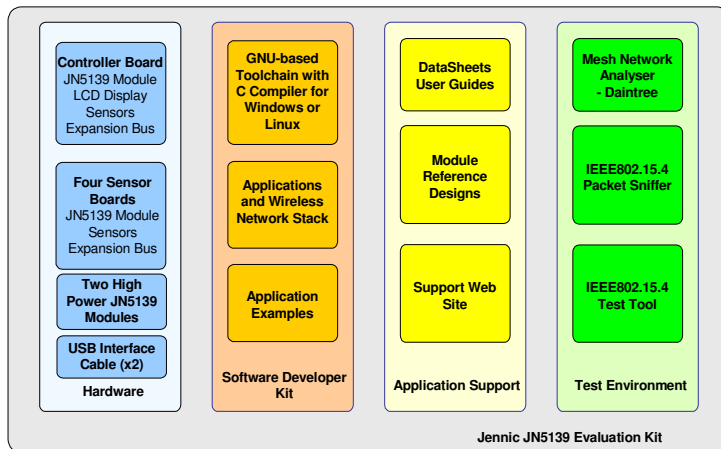 Controller Board
JN5139 Module
LCD Display
Sensors
Expansion Bus
Four Sensor
Boards
JN5139 Module
Sensors
Expansion Bus
Two High
Power JN5139
Modules
USB Interface
Cable (x2)
Hardware
GNU-based
Toolchain with
C Compiler for
Windows or
Linux
Applications
and Wireless
Network Stack
Application
Examples
Software Developer
Kit
DataSheets
User Guides
Module
Reference
Designs
Support Web
Site
Application Support
Mesh Network
Analyser
- Daintree
IEEE802.15.4
Packet Sniffer
IEEE802.15.4
Test Tool
Test Environment
Jennic JN5139 Evaluation Kit